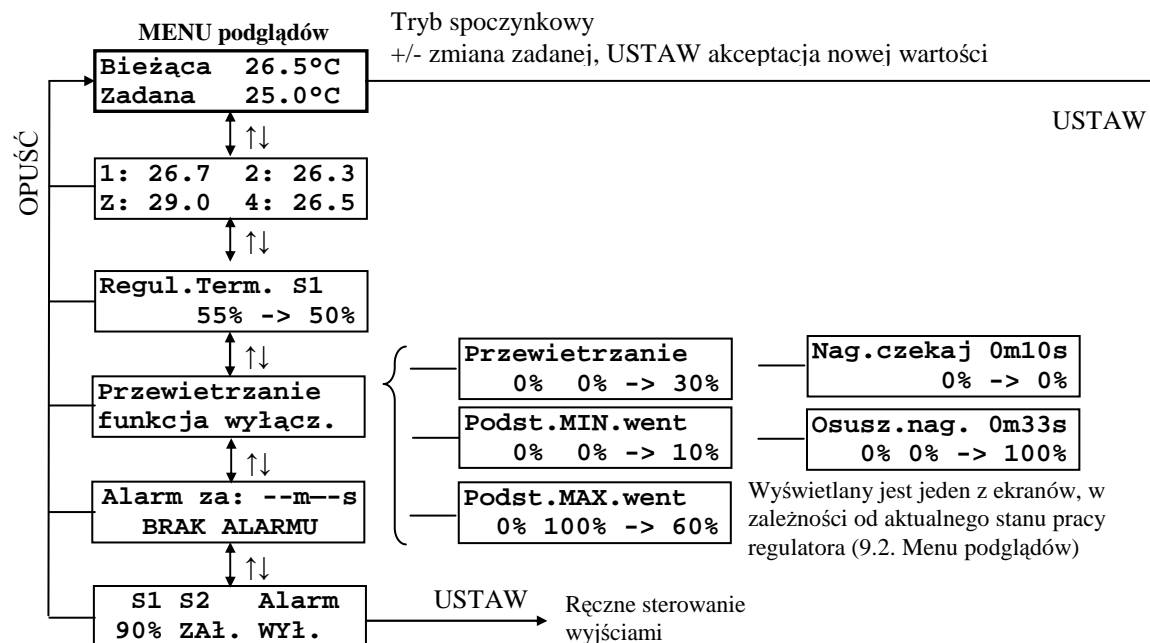 MENU podglądów
Tryb spoczynkowy
+/- zmiana zadanej, USTAW akceptacja nowej wartości
Bieżąca 26.5°C
Zadana 25.0°C
USTAW
OPUŚĆ
↑↓
1: 26.7 2: 26.3
Z: 29.0 4: 26.5
↑↓
Regul.Term. S1
55% -> 50%
↑↓
Przewietrzanie
funkcja wyłącz.
Przewietrzanie
0% 0% -> 30%
Nag.czekaj 0m10s
0% -> 0%
Podst.MIN.went
0% 0% -> 10%
Osusz.nag. 0m33s
0% 0% -> 100%
↑↓
Alarm za: --m--s
BRAK ALARMU
Podst.MAX.went
0% 100% -> 60%
Wyświetlany jest jeden z ekranów, w
zależności od aktualnego stanu pracy
regulatora (9.2. Menu podglądów)
↑↓
S1 S2 Alarm
90% ZAŁ. WYŁ.
USTAW
Ręczne sterowanie
wyjściami